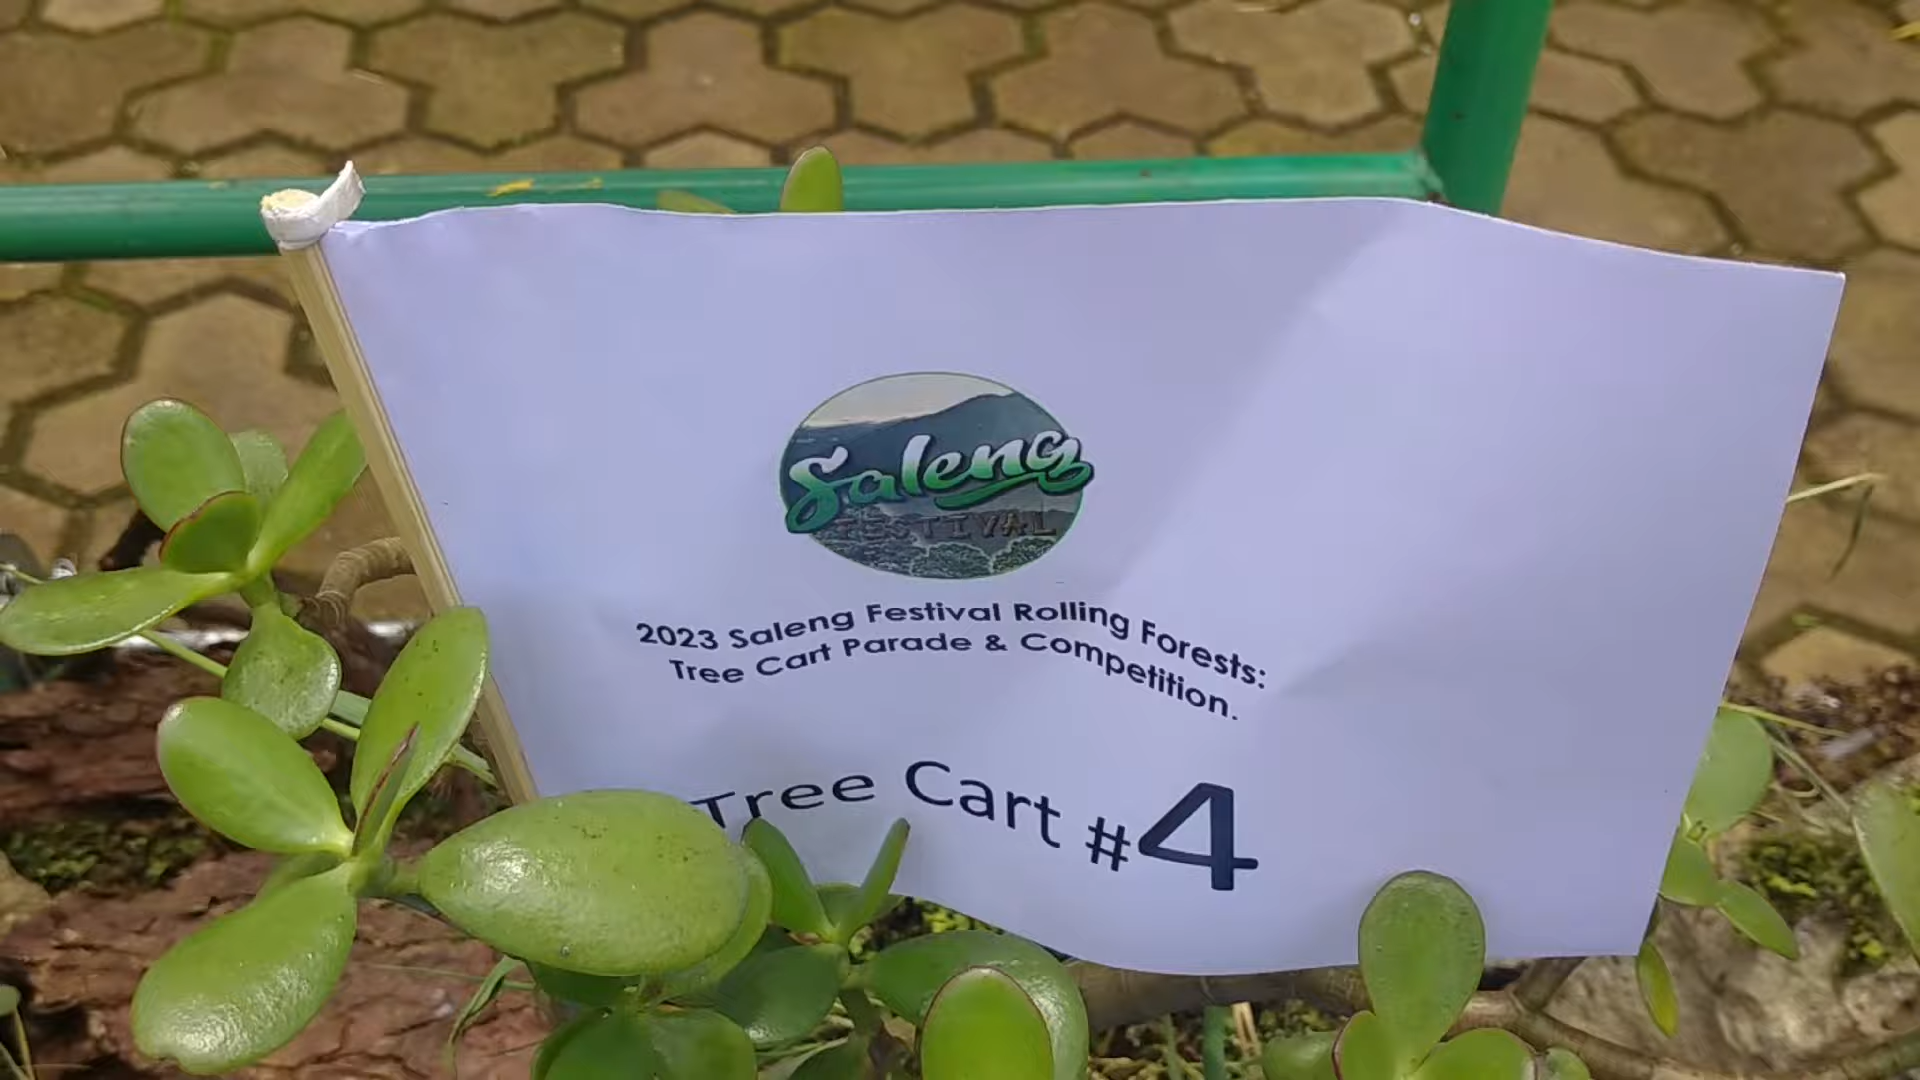 Saleng
FESTIVAL
2023 Saleng Festival Rolling Forests:
Tree Cart Parade & Competition.
Tree Cart #4